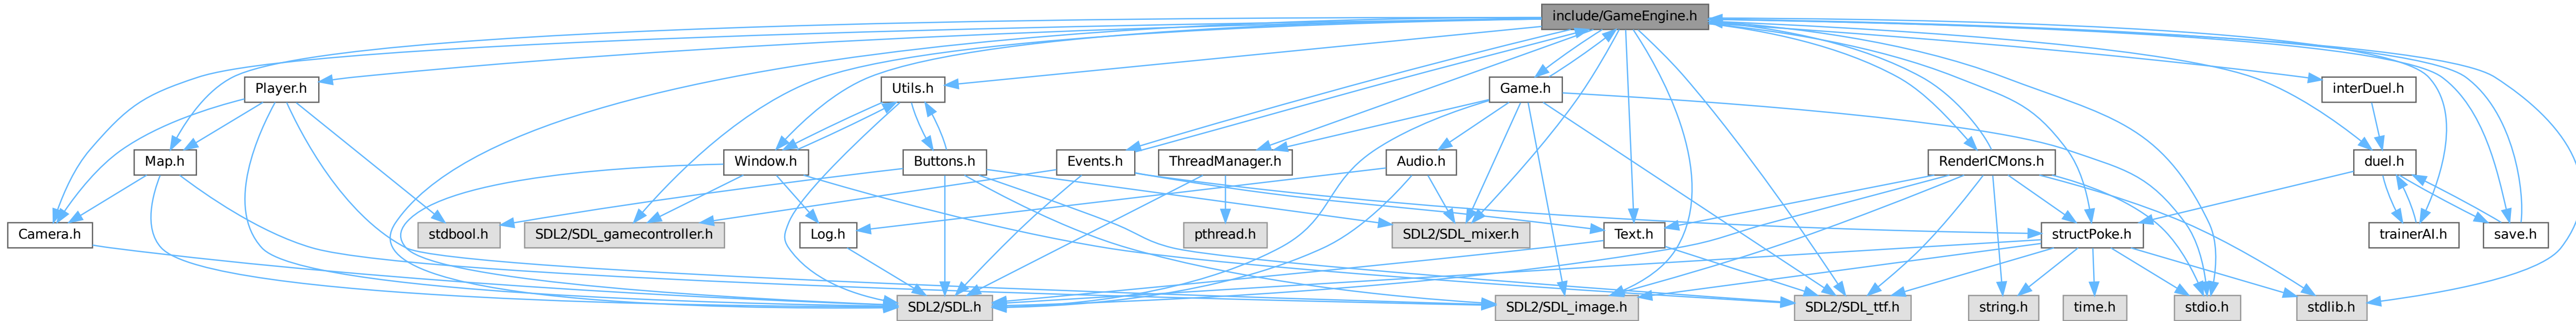 include/GameEngine.h
Player.h
Utils.h
Game.h
interDuel.h
Map.h
Window.h
Buttons.h
Events.h
ThreadManager.h
Audio.h
RenderICMons.h
duel.h
Camera.h
stdbool.h
SDL2/SDL_gamecontroller.h
Log.h
pthread.h
SDL2/SDL_mixer.h
Text.h
structPoke.h
trainerAI.h
save.h
SDL2/SDL.h
SDL2/SDL_image.h
SDL2/SDL_ttf.h
string.h
time.h
stdio.h
stdlib.h